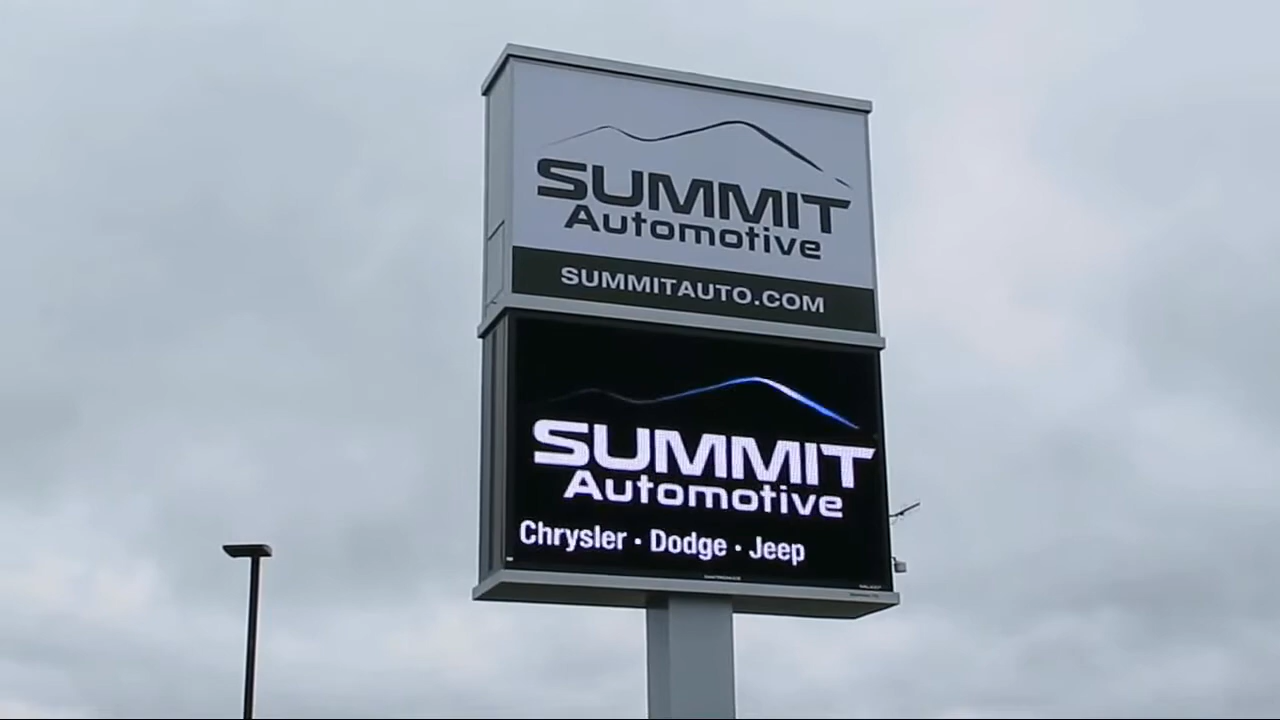 SUMMIT
Automotive
SUMMITAUTO.COM
SUMMIT
Automotive
Chrysler · Dodge · Jeep